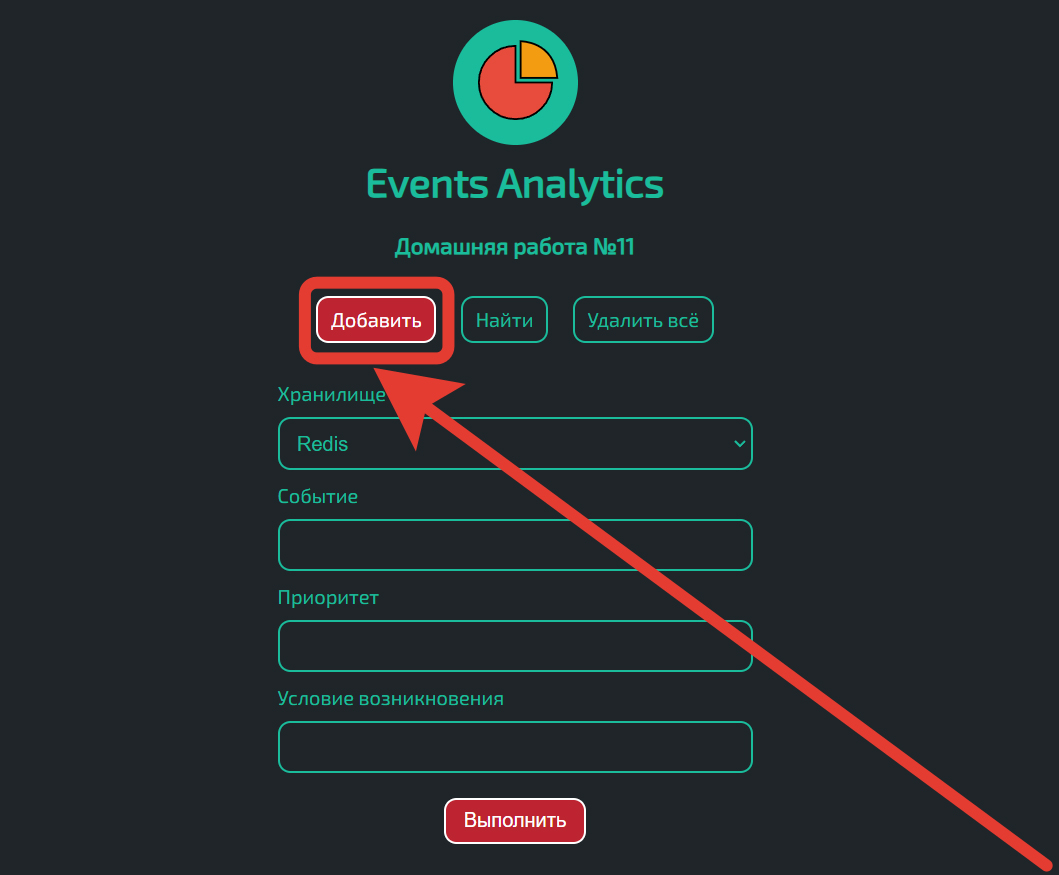 Events Analytics
Домашняя работа №11
Добавить Найти Удалить всё
Хранилище
Redis
Событие
Приоритет
Условие возникновения
Выполнить